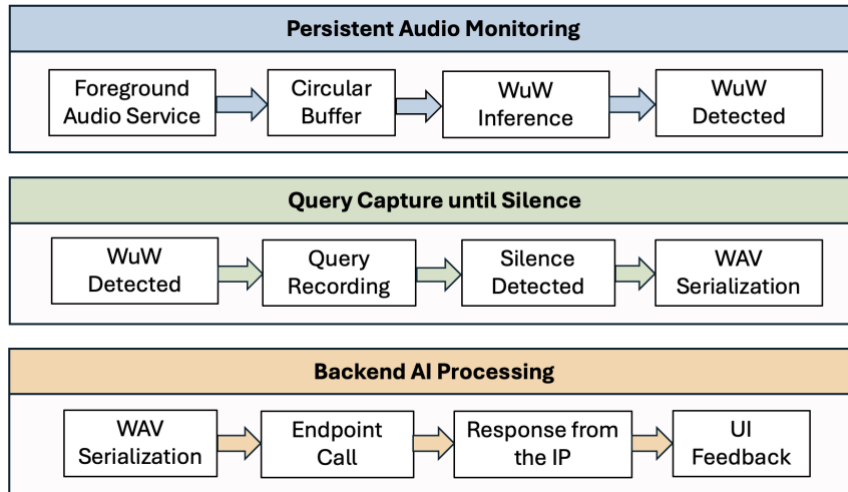 Persistent Audio Monitoring
Foreground
Audio Service
Circular
Buffer
WuW
Inference
WuW
Detected
Query Capture until Silence
WuW
Detected
Query
Recording
Silence
Detected
WAV
Serialization
Backend AI Processing
WAV
Serialization
Endpoint
Call
Response from
the IP
UI
Feedback